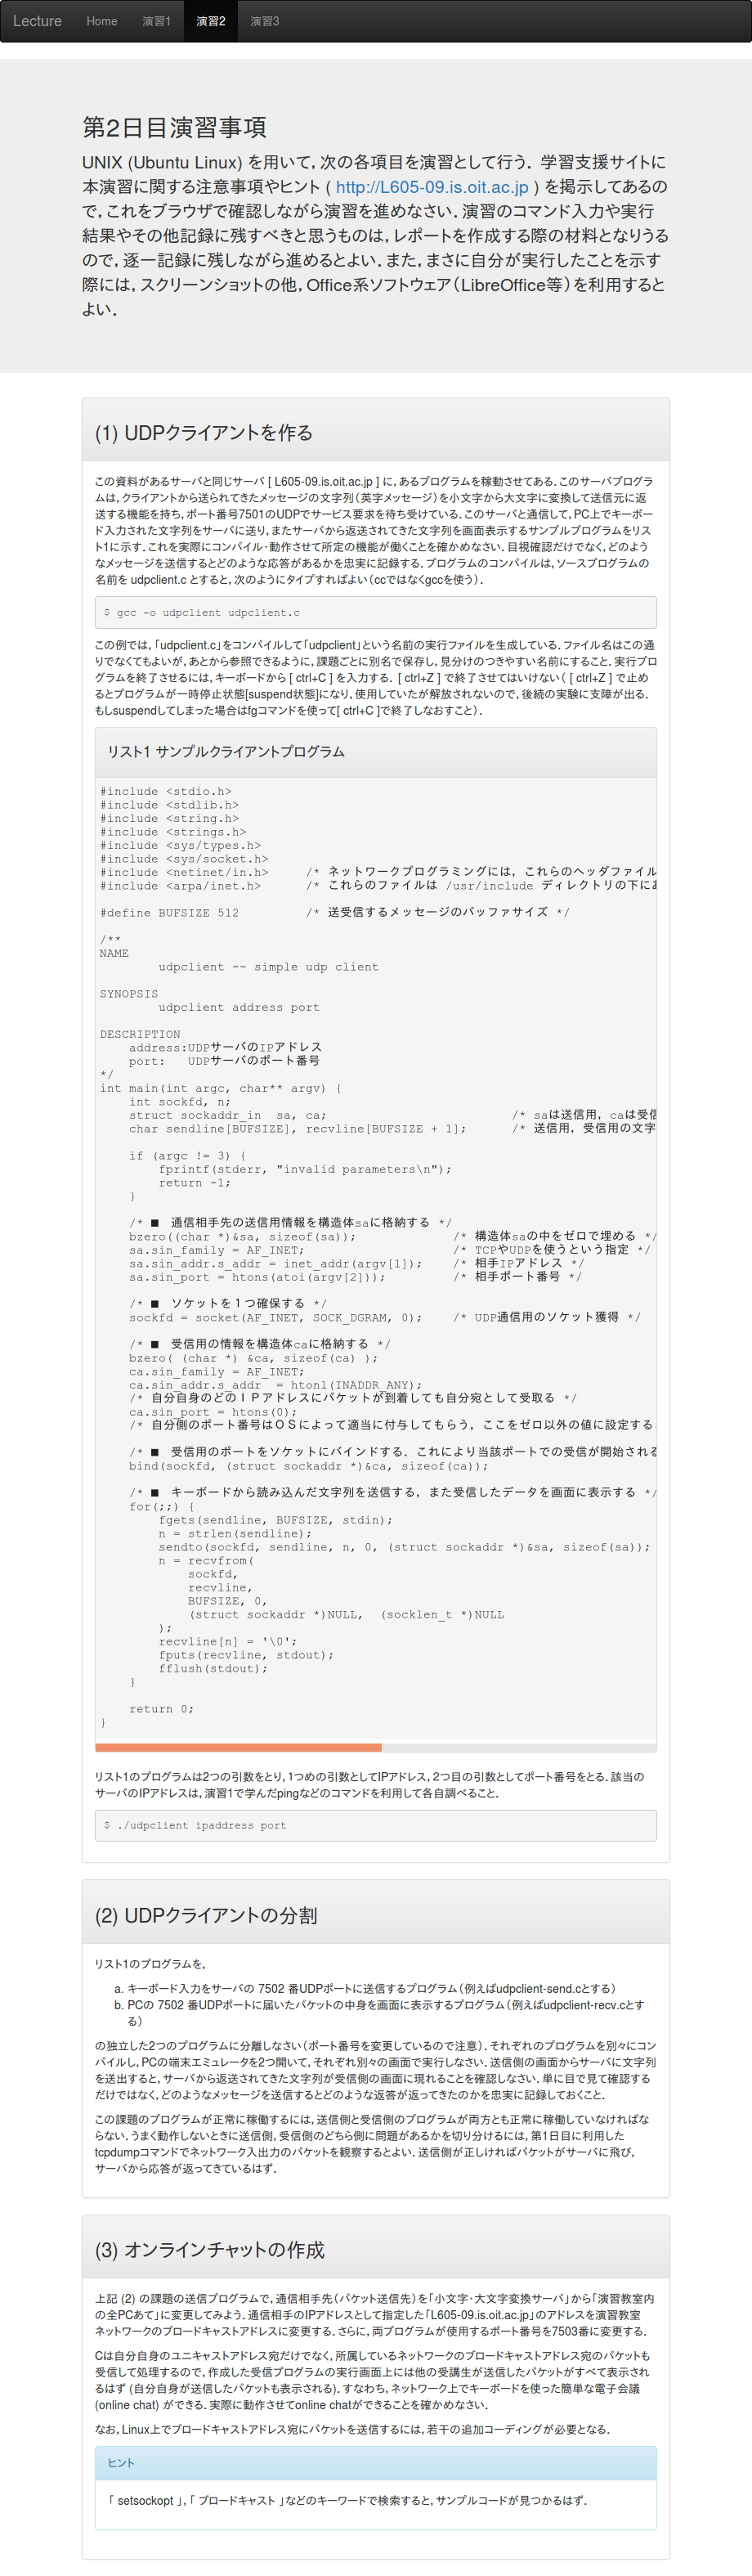 Lecture Home 演習1 演習2 演習3
第2日目演習事項
UNIX (Ubuntu Linux) を用いて，次の各項目を演習として行う． 学習支援サイトに
本演習に関する注意事項やヒント ( http://L605-09.is.oit.ac.jp ) を掲示してあるの
で，これをブラウザで確認しながら演習を進めなさい．演習のコマンド入力や実行
結果やその他記録に残すべきと思うものは，レポートを作成する際の材料となりうる
ので，逐一記録に残しながら進めるとよい．また，まさに自分が実行したことを示す
際には，スクリーンショットの他，Office系ソフトウェア（LibreOffice等）を利用すると
よい．
(1) UDPクライアントを作る
この資料があるサーバと同じサーバ [ L605-09.is.oit.ac.jp ] に，あるプログラムを稼動させてある．このサーバプログラ
ムは，クライアントから送られてきたメッセージの文字列（英字メッセージ）を小文字から大文字に変換して送信元に返
送する機能を持ち，ポート番号7501のUDPでサービス要求を待ち受けている．このサーバと通信して，PC上でキーボー
ド入力された文字列をサーバに送り，またサーバから返送されてきた文字列を画面表示するサンプルプログラムをリス
ト1に示す．これを実際にコンパイル・動作させて所定の機能が働くことを確かめなさい．目視確認だけでなく，どのよう
なメッセージを送信するとどのような応答があるかを忠実に記録する．プログラムのコンパイルは，ソースプログラムの
名前を udpclient.c とすると，次のようにタイプすればよい（ccではなくgccを使う）．
$ gcc -o udpclient udpclient.c
この例では，「udpclient.c」をコンパイルして「udpclient」という名前の実行ファイルを生成している．ファイル名はこの通
りでなくてもよいが，あとから参照できるように，課題ごとに別名で保存し，見分けのつきやすい名前にすること．実行プロ
グラムを終了させるには，キーボードから [ ctrl+C ] を入力する． [ ctrl+Z ] で終了させてはいけない（ [ ctrl+Z ] で止め
るとプログラムが一時停止状態[suspend状態]になり，使用していたが解放されないので，後続の実験に支障が出る．
もしsuspendしてしまった場合はfgコマンドを使って[ ctrl+C ]で終了しなおすこと）．
リスト1 サンプルクライアントプログラム
#include <stdio.h>
#include <stdlib.h>
#include <string.h>
#include <strings.h>
#include <sys/types.h>
#include <sys/socket.h>
#include <netinet/in.h>     /* ネットワークプログラミングには，これらのヘッダファイル
#include <arpa/inet.h>      /* これらのファイルは /usr/include ディレクトリの下にあ
#define BUFSIZE 512         /* 送受信するメッセージのバッファサイズ */
/**
NAME
        udpclient -- simple udp client
SYNOPSIS
        udpclient address port
DESCRIPTION
    address:UDPサーバのIPアドレス
    port:   UDPサーバのポート番号
*/
int main(int argc, char** argv) {
    int sockfd, n;
    struct sockaddr_in  sa, ca;                         /* saは送信用，caは受信
    char sendline[BUFSIZE], recvline[BUFSIZE + 1];      /* 送信用，受信用の文字
    if (argc != 3) {
        fprintf(stderr, "invalid parameters\n");
        return -1;
    }
    /* ■ 通信相手先の送信用情報を構造体saに格納する */
    bzero((char *)&sa, sizeof(sa));             /* 構造体saの中をゼロで埋める */
    sa.sin_family = AF_INET;                    /* TCPやUDPを使うという指定 */
    sa.sin_addr.s_addr = inet_addr(argv[1]);    /* 相手IPアドレス */
    sa.sin_port = htons(atoi(argv[2]));         /* 相手ポート番号 */
    /* ■ ソケットを１つ確保する */
    sockfd = socket(AF_INET, SOCK_DGRAM, 0);    /* UDP通信用のソケット獲得 */
    /* ■ 受信用の情報を構造体caに格納する */
    bzero( (char *) &ca, sizeof(ca) );
    ca.sin_family = AF_INET;
    ca.sin_addr.s_addr  = htonl(INADDR_ANY);
    /* 自分自身のどのＩＰアドレスにパケットが到着しても自分宛として受取る */
    ca.sin_port = htons(0);
    /* 自分側のポート番号はＯＳによって適当に付与してもらう，ここをゼロ以外の値に設定する
    /* ■ 受信用のポートをソケットにバインドする．これにより当該ポートでの受信が開始される
    bind(sockfd, (struct sockaddr *)&ca, sizeof(ca));
    /* ■ キーボードから読み込んだ文字列を送信する，また受信したデータを画面に表示する */
    for(;;) {
        fgets(sendline, BUFSIZE, stdin);
        n = strlen(sendline);
        sendto(sockfd, sendline, n, 0, (struct sockaddr *)&sa, sizeof(sa));
        n = recvfrom(
            sockfd,
            recvline,
            BUFSIZE, 0,
            (struct sockaddr *)NULL,  (socklen_t *)NULL
        );
        recvline[n] = '\0';
        fputs(recvline, stdout);
        fflush(stdout);
    }
    return 0;
}
リスト1のプログラムは2つの引数をとり，1つめの引数としてIPアドレス，2つ目の引数としてポート番号をとる．該当の
サーバのIPアドレスは，演習1で学んだpingなどのコマンドを利用して各自調べること．
$ ./udpclient ipaddress port
(2) UDPクライアントの分割
リスト1のプログラムを，
a. キーボード入力をサーバの 7502 番UDPポートに送信するプログラム（例えばudpclient-send.cとする）
b. PCの 7502 番UDPポートに届いたパケットの中身を画面に表示するプログラム（例えばudpclient-recv.cとす
る）
の独立した2つのプログラムに分離しなさい（ポート番号を変更しているので注意）．それぞれのプログラムを別々にコン
パイルし，PCの端末エミュレータを2つ開いて，それぞれ別々の画面で実行しなさい．送信側の画面からサーバに文字列
を送出すると，サーバから返送されてきた文字列が受信側の画面に現れることを確認しなさい．単に目で見て確認する
だけではなく，どのようなメッセージを送信するとどのような返答が返ってきたのかを忠実に記録しておくこと．
この課題のプログラムが正常に稼働するには，送信側と受信側のプログラムが両方とも正常に稼働していなければな
らない．うまく動作しないときに送信側，受信側のどちら側に問題があるかを切り分けるには，第1日目に利用した
tcpdumpコマンドでネットワーク入出力のパケットを観察するとよい．送信側が正しければパケットがサーバに飛び，
サーバから応答が返ってきているはず．
(3) オンラインチャットの作成
上記 (2) の課題の送信プログラムで，通信相手先（パケット送信先）を「小文字・大文字変換サーバ」から「演習教室内
の全PCあて」に変更してみよう．通信相手のIPアドレスとして指定した「L605-09.is.oit.ac.jp」のアドレスを演習教室
ネットワークのブロードキャストアドレスに変更する．さらに，両プログラムが使用するポート番号を7503番に変更する．
Cは自分自身のユニキャストアドレス宛だけでなく，所属しているネットワークのブロードキャストアドレス宛のパケットも
受信して処理するので，作成した受信プログラムの実行画面上には他の受講生が送信したパケットがすべて表示され
るはず (自分自身が送信したパケットも表示される)．すなわち，ネットワーク上でキーボードを使った簡単な電子会議
(online chat) ができる．実際に動作させてonline chatができることを確かめなさい．
なお，Linux上でブロードキャストアドレス宛にパケットを送信するには，若干の追加コーディングが必要となる．
ヒント
「 setsockopt 」，「 ブロードキャスト 」などのキーワードで検索すると，サンプルコードが見つかるはず．